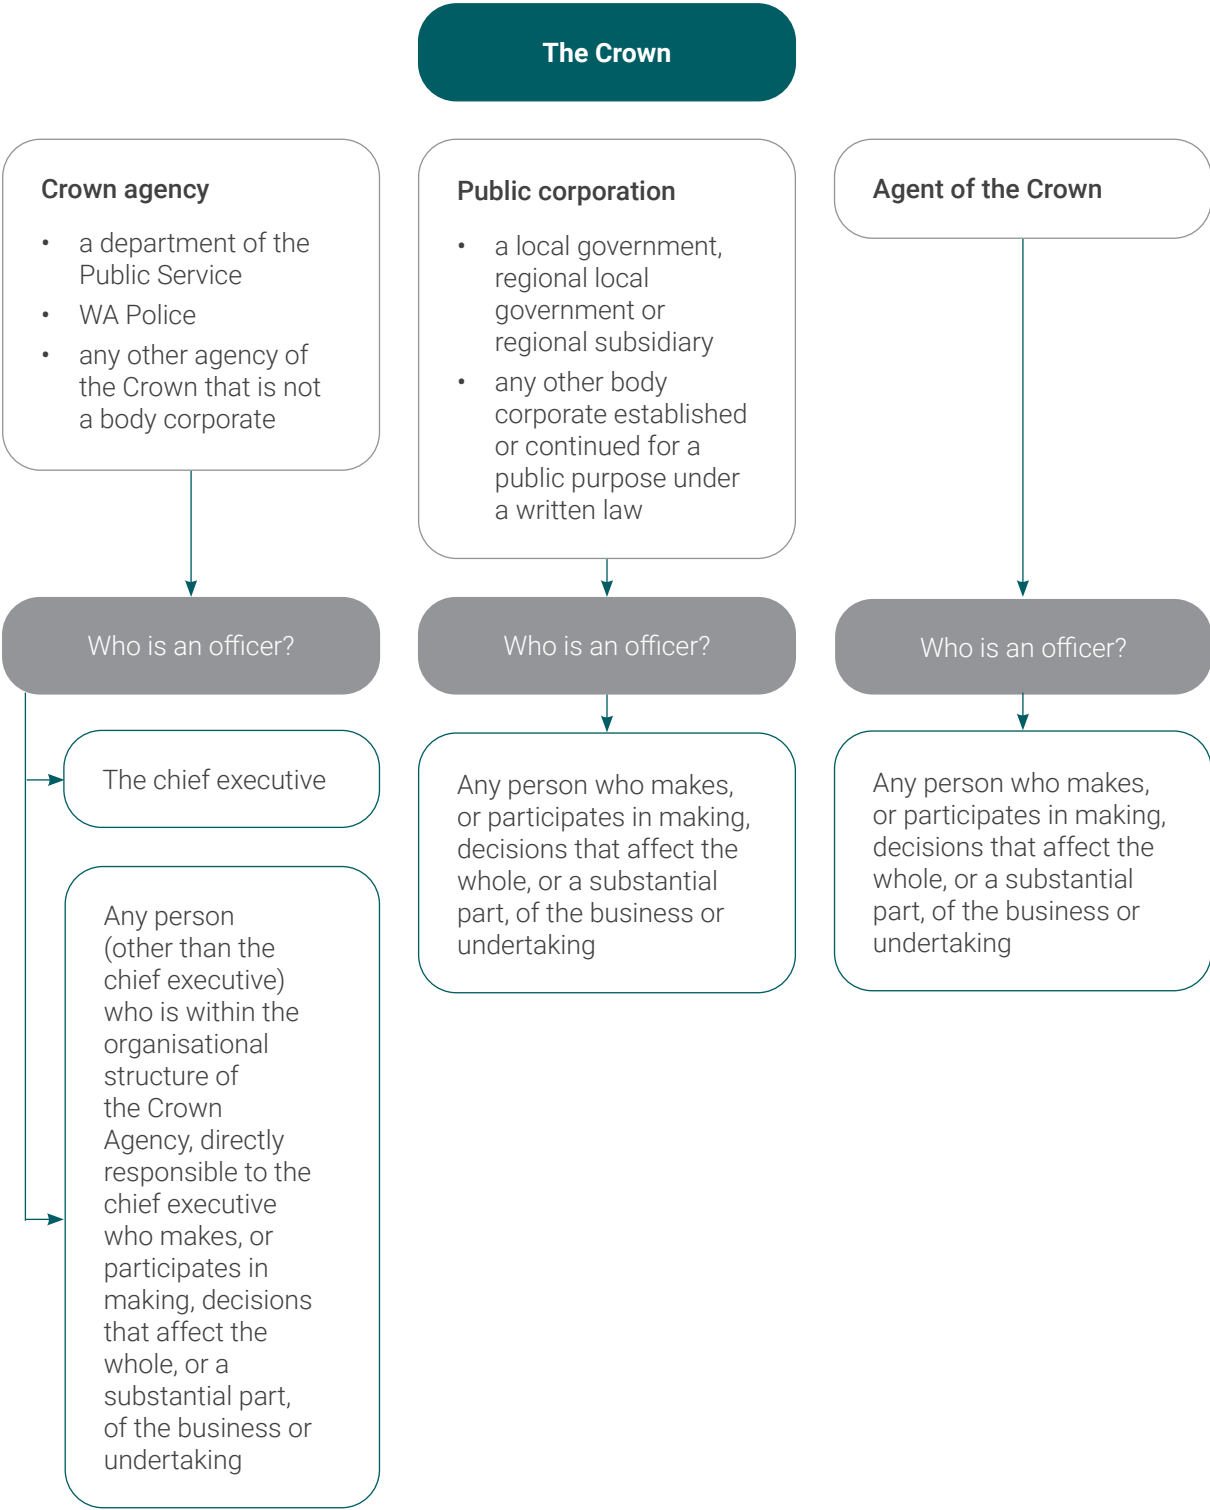 The Crown
Crown agency
• a department of the
Public Service
• WA Police
• any other agency of
the Crown that is not
a body corporate
Who is an officer?
The chief executive
Any person
(other than the
chief executive)
who is within the
organisational
structure of
the Crown
Agency, directly
responsible to the
chief executive
who makes, or
participates in
making, decisions
that affect the
whole, or a
substantial part,
of the business or
undertaking
Public corporation
• a local government,
regional local
government or
regional subsidiary
• any other body
corporate established
or continued for a
public purpose under
a written law
Who is an officer?
Any person who makes,
or participates in making,
decisions that affect the
whole, or a substantial
part, of the business or
undertaking
Agent of the Crown
Who is an officer?
Any person who makes,
or participates in making,
decisions that affect the
whole, or a substantial
part, of the business or
undertaking